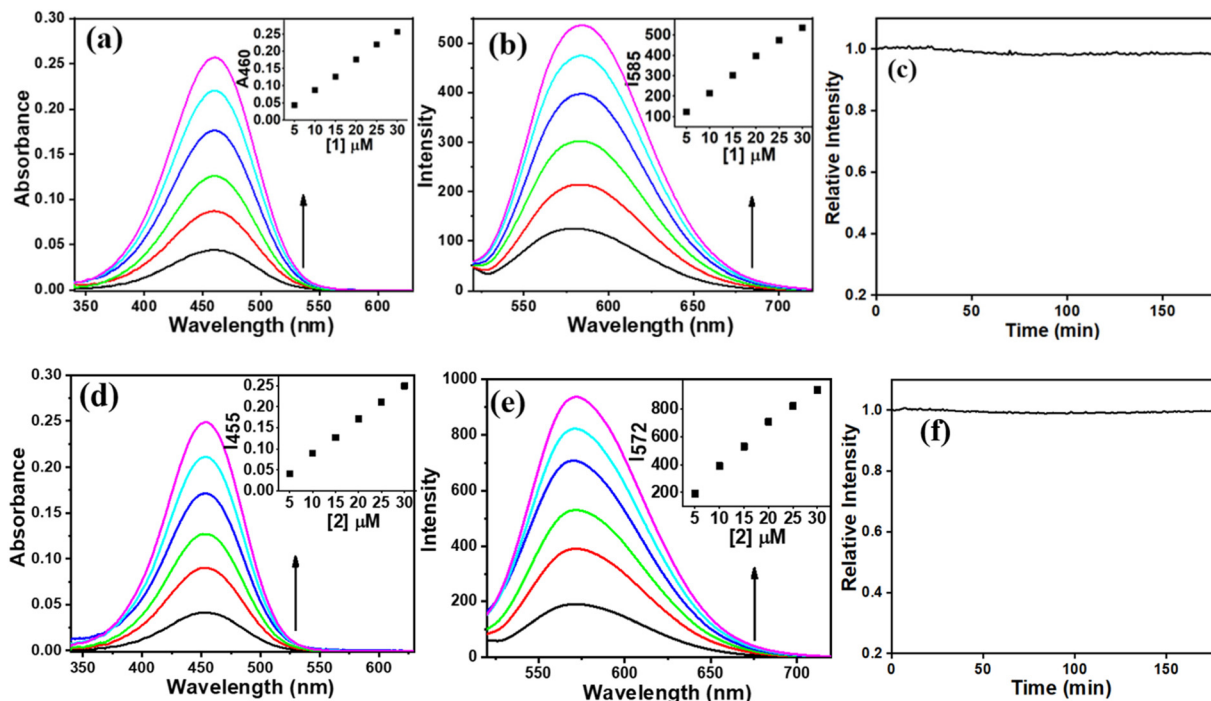 (a)
Absorbance
0.30
0.25
0.20
0.15
0.10
0.05
0.00
350 400 450 500 550 600
Wavelength (nm)
A460
0.25
0.20
0.15
0.10
0.05
0.00
5 10 15 20 25 30
[1] μM
(b)
Intensity
500
400
300
200
100
0
550 600 650 700
Wavelength (nm)
I585
500
400
300
200
100
5 10 15 20 25 30
[1] μM
(c)
Relative Intensity
1.0
0.8
0.6
0.4
0.2
0 50 100 150
Time (min)
(d)
Absorbance
0.30
0.25
0.20
0.15
0.10
0.05
0.00
350 400 450 500 550 600
Wavelength (nm)
I455
0.25
0.20
0.15
0.10
0.05
0.00
5 10 15 20 25 30
[2] μM
(e)
Intensity
1000
800
600
400
200
0
550 600 650 700
Wavelength (nm)
I572
800
600
400
200
5 10 15 20 25 30
[2] μM
(f)
Relative Intensity
1.0
0.8
0.6
0.4
0.2
0 50 100 150
Time (min)